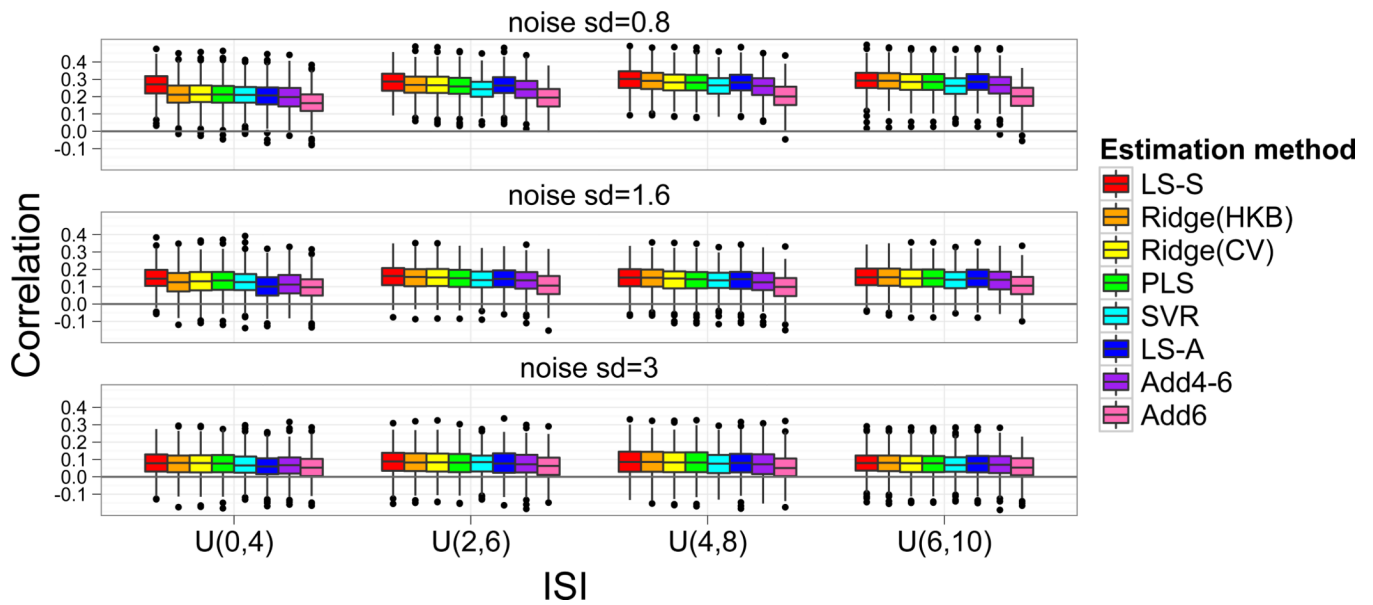 noise sd=0.8
0.4
0.3
0.2
0.1
0.0
-0.1
noise sd=1.6
0.4
0.3
0.2
0.1
0.0
-0.1
noise sd=3
0.4
0.3
0.2
0.1
0.0
-0.1
Correlation
U(0,4) U(2,6) U(4,8) U(6,10)
ISI
Estimation method
LS-S
Ridge(HKB)
Ridge(CV)
PLS
SVR
LS-A
Add4-6
Add6